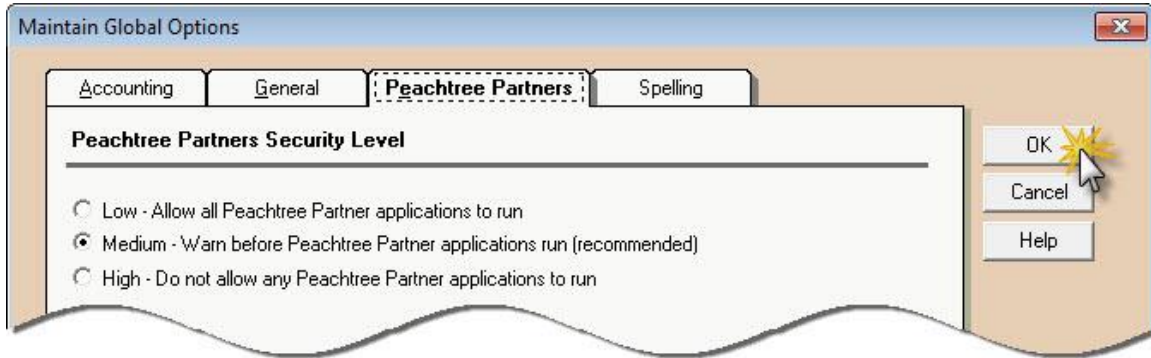 Maintain Global Options
Accounting General Peachtree Partners Spelling
Peachtree Partners Security Level
OK
Low - Allow all Peachtree Partner applications to run
Cancel
Medium - Warn before Peachtree Partner applications run (recommended)
Help
High - Do not allow any Peachtree Partner applications to run